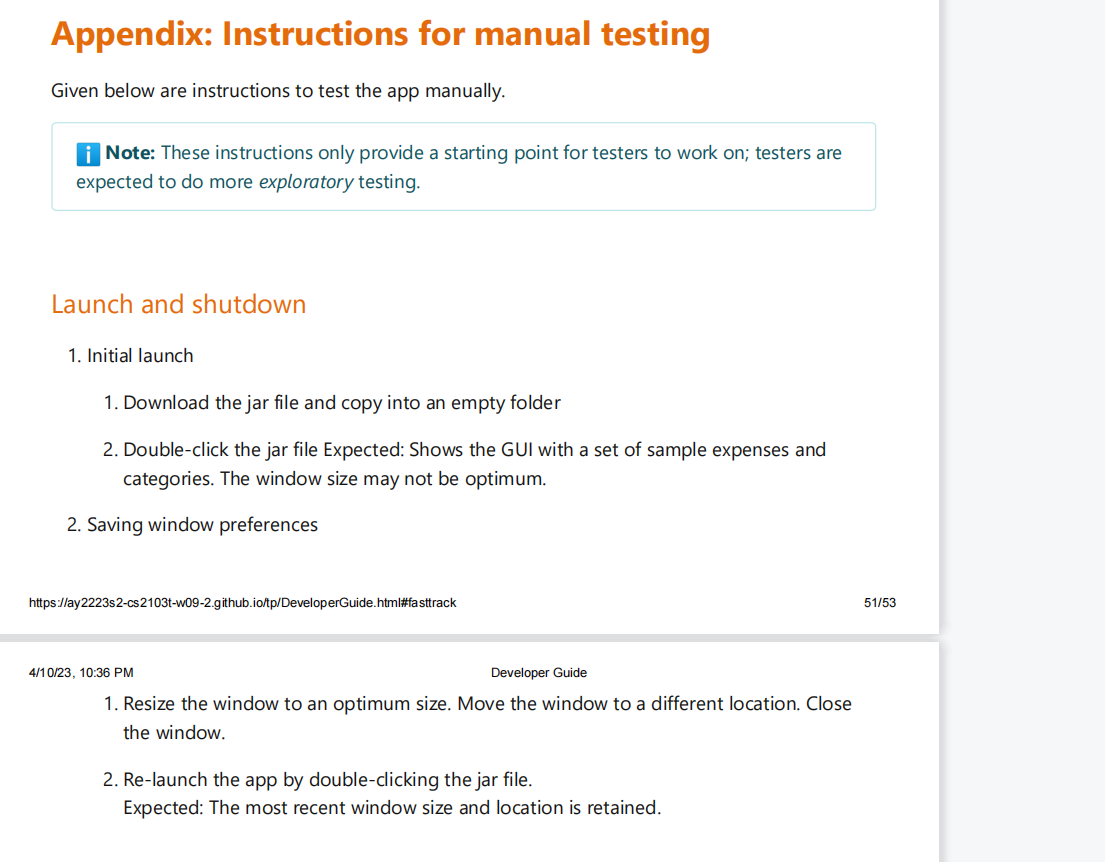 Appendix: Instructions for manual testing
Given below are instructions to test the app manually.
ℹ️ Note: These instructions only provide a starting point for testers to work on; testers are
expected to do more exploratory testing.
Launch and shutdown
1. Initial launch
1. Download the jar file and copy into an empty folder
2. Double-click the jar file Expected: Shows the GUI with a set of sample expenses and
categories. The window size may not be optimum.
2. Saving window preferences
https://ay2223s2-cs2103t-w09-2.github.io/tp/DeveloperGuide.html#fasttrack 51/53
4/10/23, 10:36 PM Developer Guide
1. Resize the window to an optimum size. Move the window to a different location. Close
the window.
2. Re-launch the app by double-clicking the jar file.
Expected: The most recent window size and location is retained.